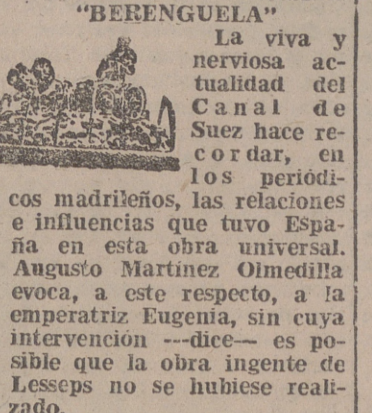 "BERENGUELA"
La viva y
nerviosa ac-
tualidad del
Canal de
Suez hace re-
cordar, en
los periódi-
cos madrileños, las relaciones
e influencias que tuvo Espa-
ña en esta obra universal.
Augusto Martínez Olmedilla
evoca, a este respecto, a la
emperatriz Eugenia, sin cuya
intervención —dice— es po-
sible que la obra ingente de
Lesseps no se hubiese reali-
zado.